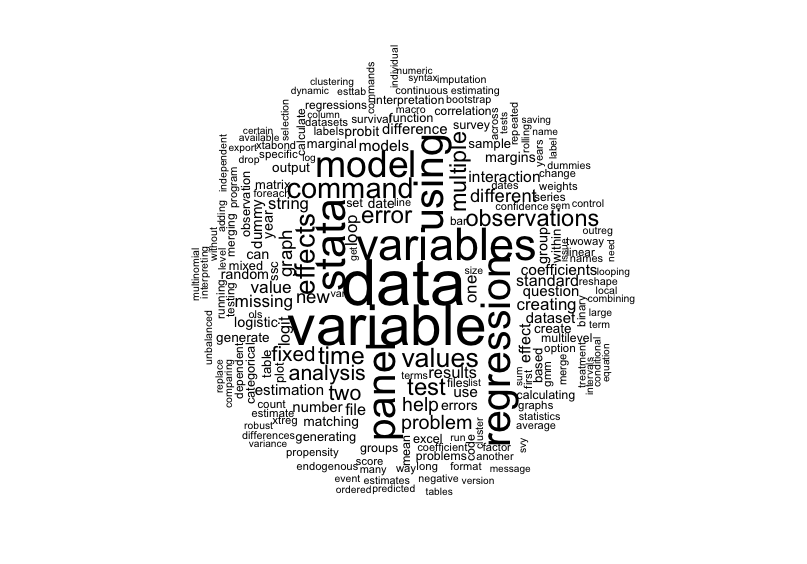 individual
numeric
clustering
commands
syntax
imputation
dynamic
esttab
continuous
estimating
selection
regressions
interpretation
bootstrap
column
macro
correlation
across
repeated
saving
datasets
survival
function
tests
calculate
certain
labels
probit
difference
survey
rolling
name
available
xtabond
marginal
models
using
multiple
sample
years
label
export
specific
log
model
margins
dummies
independent
drop
output
interaction
change
program
observation
matrix
command
dates
weights
foreach
different
series
adding
string
set
date
line
confidence
sem
control
merging
dummy
year
stata
loop
error
bar
observations
outreg
without
level
effects
get
variables
group
within
issue
twoway
need
multinomial
interpreting
can
graph
linear
names
mixed
ssc
data
size
coefficients
looping
running
random
one
standard
reshape
testing
value
new
var
regression
question
local
missing
creating
combining
ols
variable
dataset
binary
large
logistic
logit
create
term
unbalanced
generate
effect
multilevel
categorical
table
fixed
time
panel
values
based
option
treatment
conditional
equation
dependent
plot
analysis
terms
results
first
gmm
merge
intervals
replace
comparing
estimation
two
test
files
list
sum
use
calculating
count
number
file
help
errors
graphs
estimate
xtreg
matching
problem
statistics
robust
average
differences
generating
excel
run
code
cluster
variance
groups
mean
coefficient
factor
svy
propensity
score
problems
another
endogenous
many
way
long
format
message
event
estimates
negative
version
ordered
predicted
tables